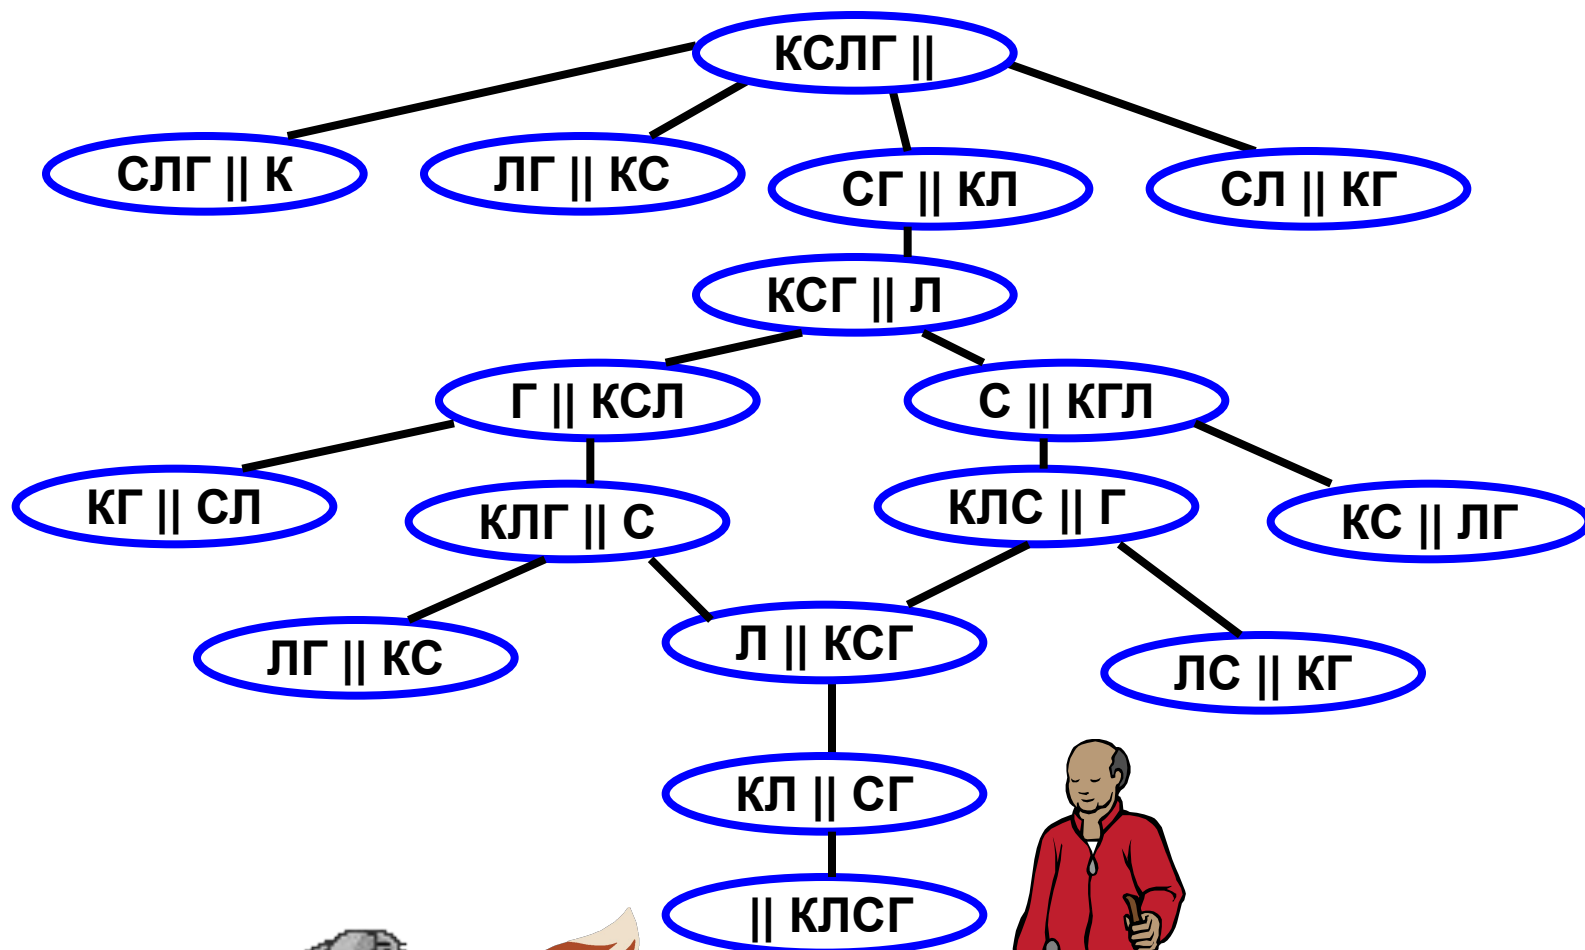 КСЛГ ||
СЛГ || К
ЛГ || КС
СГ || КЛ
СЛ || КГ
КСГ || Л
Г || КСЛ
С || КГЛ
КГ || СЛ
КЛГ || С
КЛС || Г
КС || ЛГ
ЛГ || КС
Л || КСГ
ЛС || КГ
КЛ || СГ
|| КЛСГ